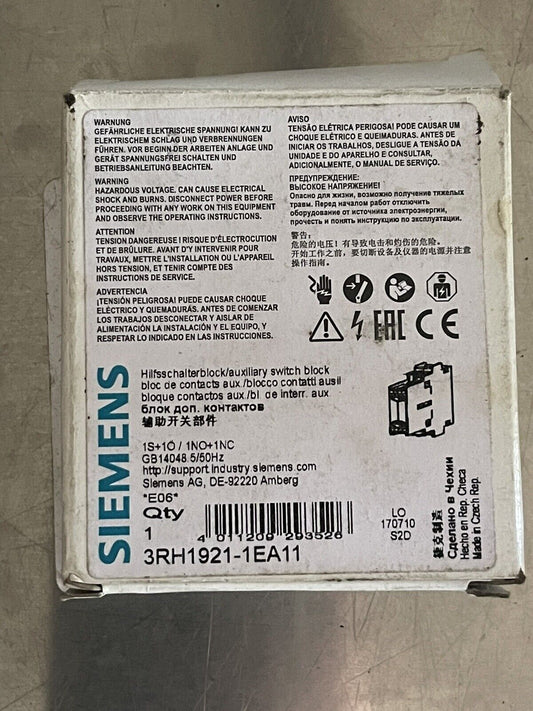 WARNUNG
GEFÄHRLICHE ELEKTRISCHE SPANNUNG! KANN ZU
ELEKTRISCHEM SCHLAG UND VERBRENNUNGEN
FÜHREN. VOR BEGINN DER ARBEITEN ANLAGE UND
GERÄT SPANNUNGSFREI SCHALTEN UND
BETRIEBSANLEITUNG BEACHTEN.
WARNING
HAZARDOUS VOLTAGE, CAN CAUSE ELECTRICAL
SHOCK AND BURNS. DISCONNECT POWER BEFORE
PROCEEDING WITH ANY WORK ON THIS EQUIPMENT
AND OBSERVE THE OPERATING INSTRUCTIONS.
ATTENTION
TENSION DANGEREUSE ! RISQUE D'ÉLECTROCUTION
ET DE BRÛLURE. AVANT D'Y INTERVENIR POUR
TRAVAUX, METTRE L'INSTALLATION OU L'APPAREIL
HORS TENSION, ET TENIR COMPTE DES
INSTRUCTIONS DE SERVICE.
ADVERTENCIA
¡TENSIÓN PELIGROSA! PUEDE CAUSAR CHOQUE
ELÉCTRICO Y QUEMADURÁS. ANTES DE COMENZAR
LOS TRABAJOS DESCONECTAR Y AISLAR DE
ALIMENTACIÓN LA INSTALACIÓN Y EL EQUIPO, Y
RESPETAR LO INDICADO EN LAS INSTRUCCIONES.
AVISO
TENSÃO ELÉTRICA PERIGOSA! PODE CAUSAR UM
CHOQUE ELÉTRICO E QUEIMADURAS. ANTES DE
INICIAR OS TRABALHOS, DESLIGUE A TENSÃO DA
UNIDADE E DO APARELHO E CONSULTAR,
ADICIONALMENTE, O MANUAL DE SERVIÇO.
ПРЕДУПРЕЖДЕНИЕ:
ВЫСОКОЕ НАПРЯЖЕНИЕ!
Опасно для жизни, возможно получение тяжелых
травм. Перед началом работ отключить
оборудование от источника электроэнергии,
прочесть и понять инструкцию по эксплуатации.
警告:
危险的电压! 有导致电击和灼伤的危险。
开始工作之前, 要切断设备及仪器的电源并注意
操作指南。
EAC CE
SIEMENS
Hilfsschalterblock/auxiliary switch block
bloc de contacts aux./blocco contatti ausil
bloque contactos aux./bl. de interr. aux.
блок доп. контактов
辅助开关部件
1S+1Ö / 1NO+1NC
GB14048.5/50Hz
http://support.industry.siemens.com
Siemens AG, DE-92220 Amberg
*E06*
Qty
1
4 011209 293526
3RH1921-1EA11
LO
170710
S2D
捷克制造
Сделано в Чехии
Hecho en Rep. Checa
Made in Czech Rep.